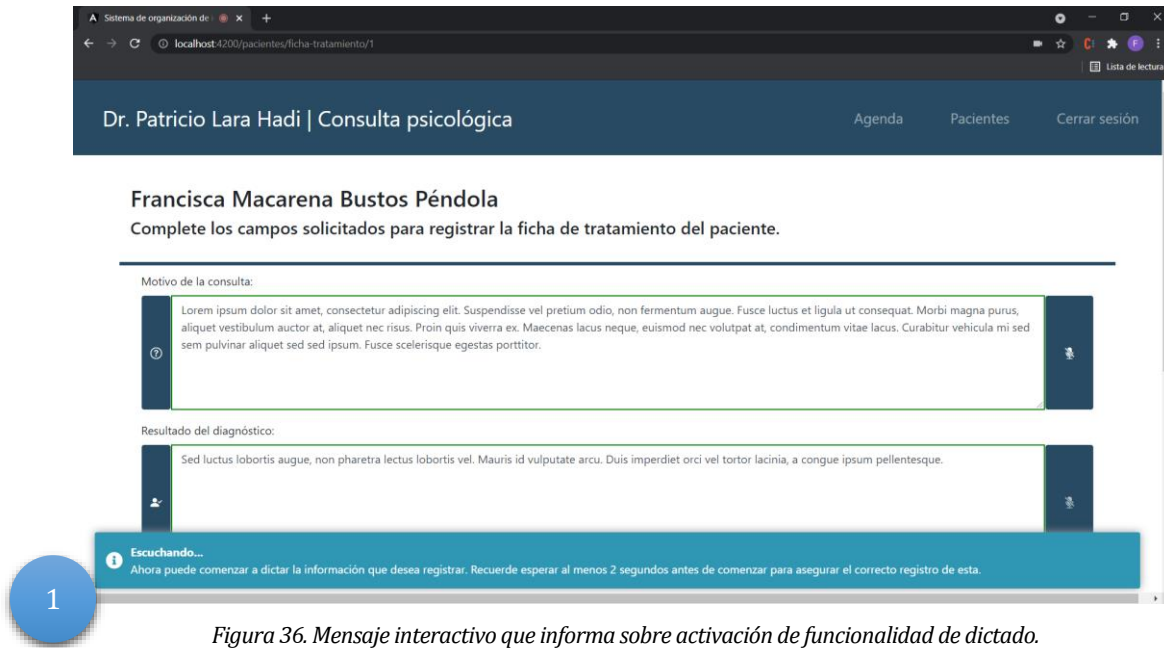 Sistema de organización de
localhost:4200/pacientes/ficha-tratamiento/1
F
Lista de lectura
Dr. Patricio Lara Hadi | Consulta psicológica
Agenda
Pacientes
Cerrar sesión
Francisca Macarena Bustos Péndola
Complete los campos solicitados para registrar la ficha de tratamiento del paciente.
Motivo de la consulta:
Lorem ipsum dolor sit amet, consectetur adipiscing elit. Suspendisse vel pretium odio, non fermentum augue. Fusce luctus et ligula ut consequat. Morbi magna purus,
aliquet vestibulum auctor at, aliquet nec risus. Proin quis viverra ex. Maecenas lacus neque, euismod nec volutpat at, condimentum vitae lacus. Curabitur vehicula mi sed
sem pulvinar aliquet sed sed ipsum. Fusce scelerisque egestas porttitor.
Resultado del diagnóstico:
Sed luctus lobortis augue, non pharetra lectus lobortis vel. Mauris id vulputate arcu. Duis imperdiet orci vel tortor lacinia, a congue ipsum pellentesque.
Escuchando...
Ahora puede comenzar a dictar la información que desea registrar. Recuerde esperar al menos 2 segundos antes de comenzar para asegurar el correcto registro de esta.
1
Figura 36. Mensaje interactivo que informa sobre activación de funcionalidad de dictado.